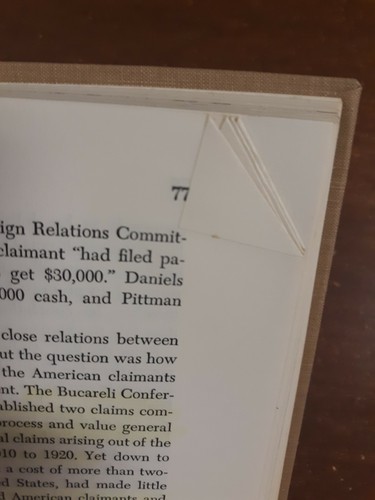 77
ign Relations Commit-
claimant "had filed pa-
get $30,000." Daniels
000 cash, and Pittman
close relations between
ut the question was how
the American claimants
nt. The Bucareli Confer-
ablished two claims com-
process and value general
al claims arising out of the
10 to 1920. Yet down to
a cost of more than two-
d States, had made little
American claimants and